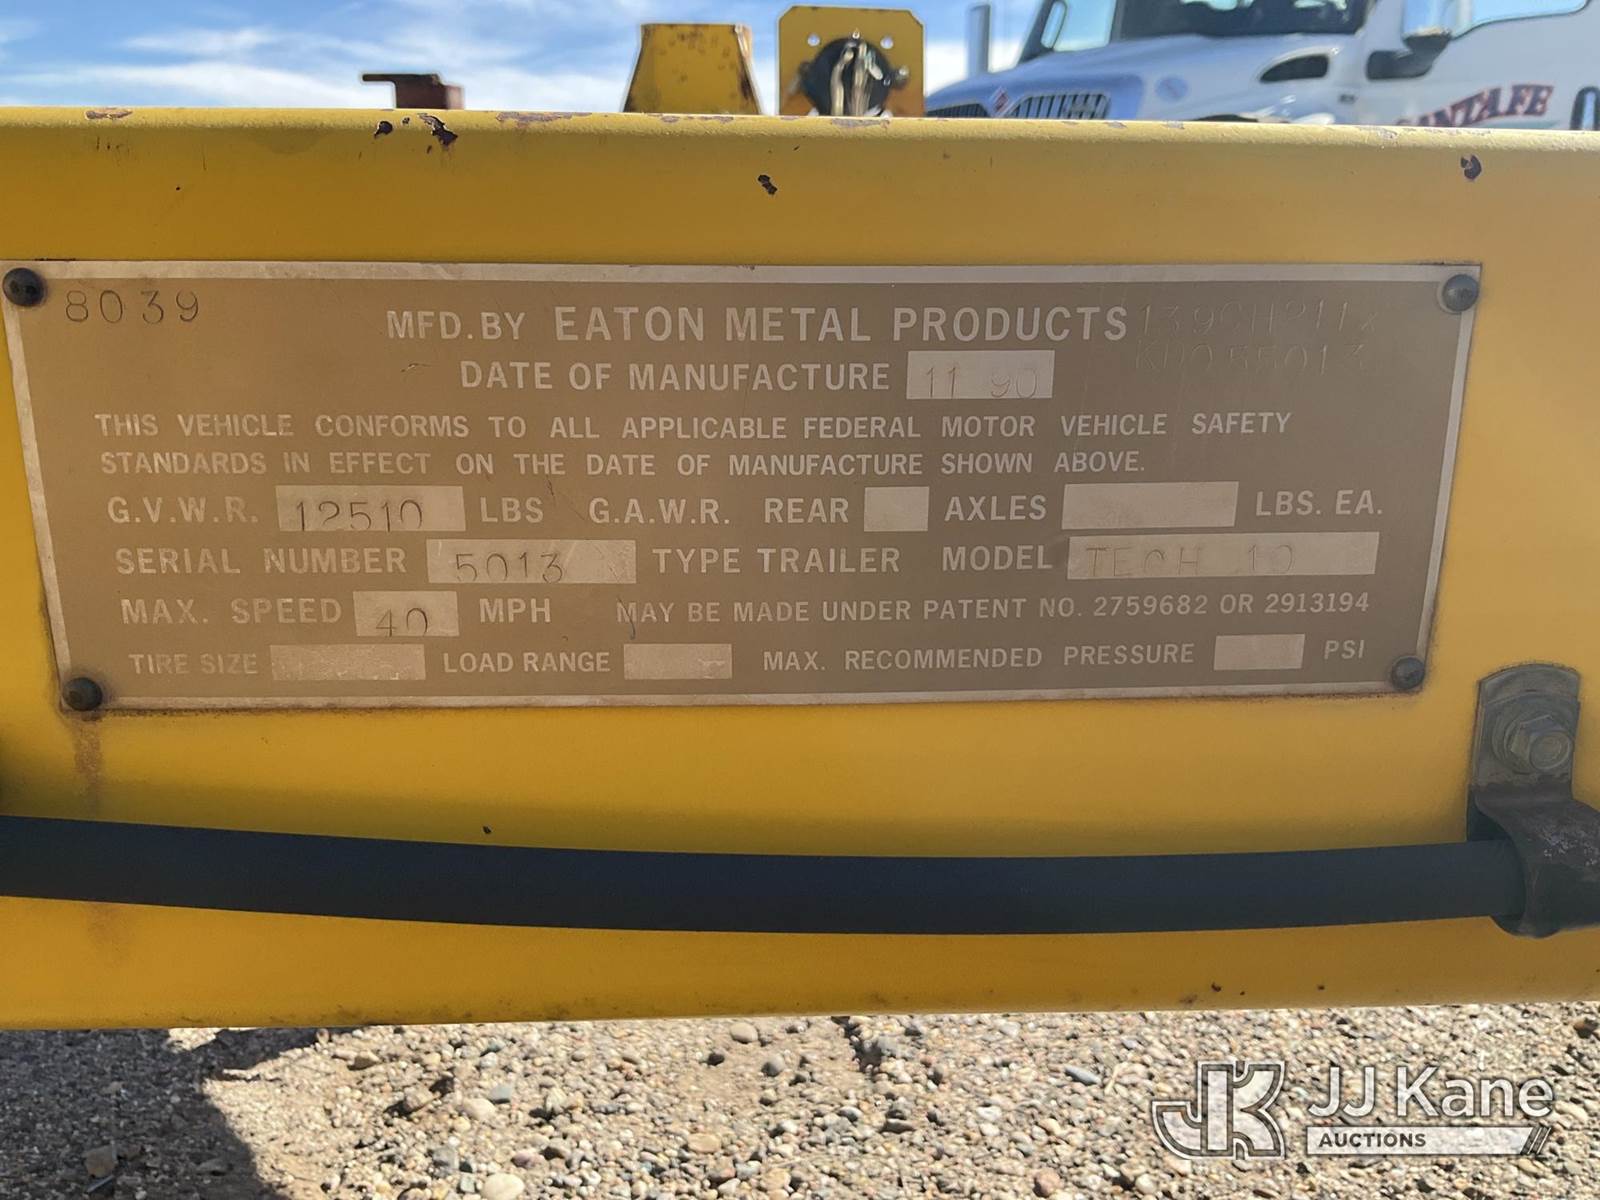 SANTAFE
8039
MFD. BY EATON METAL PRODUCTS
DATE OF MANUFACTURE 11 90
THIS VEHICLE CONFORMS TO ALL APPLICABLE FEDERAL MOTOR VEHICLE SAFETY
STANDARDS IN EFFECT ON THE DATE OF MANUFACTURE SHOWN ABOVE.
G.V.W.R. 12510 LBS G.A.W.R. REAR AXLES LBS. EA.
SERIAL NUMBER 5013 TYPE TRAILER MODEL TECH 10
MAX. SPEED 40 MPH MAY BE MADE UNDER PATENT NO. 2759682 OR 2913194
TIRE SIZE LOAD RANGE MAX. RECOMMENDED PRESSURE PSI
JK JJ Kane
AUCTIONS